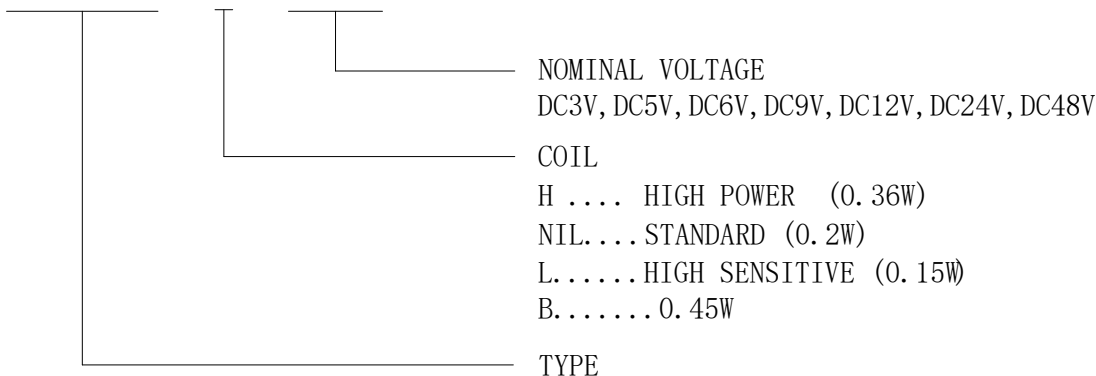 NOMINAL VOLTAGE
DC3V,DC5V,DC6V,DC9V,DC12V,DC24V,DC48V
COIL
H .... HIGH POWER (0.36W)
NIL....STANDARD (0.2W)
L......HIGH SENSITIVE (0.15W)
B.......0.45W
TYPE